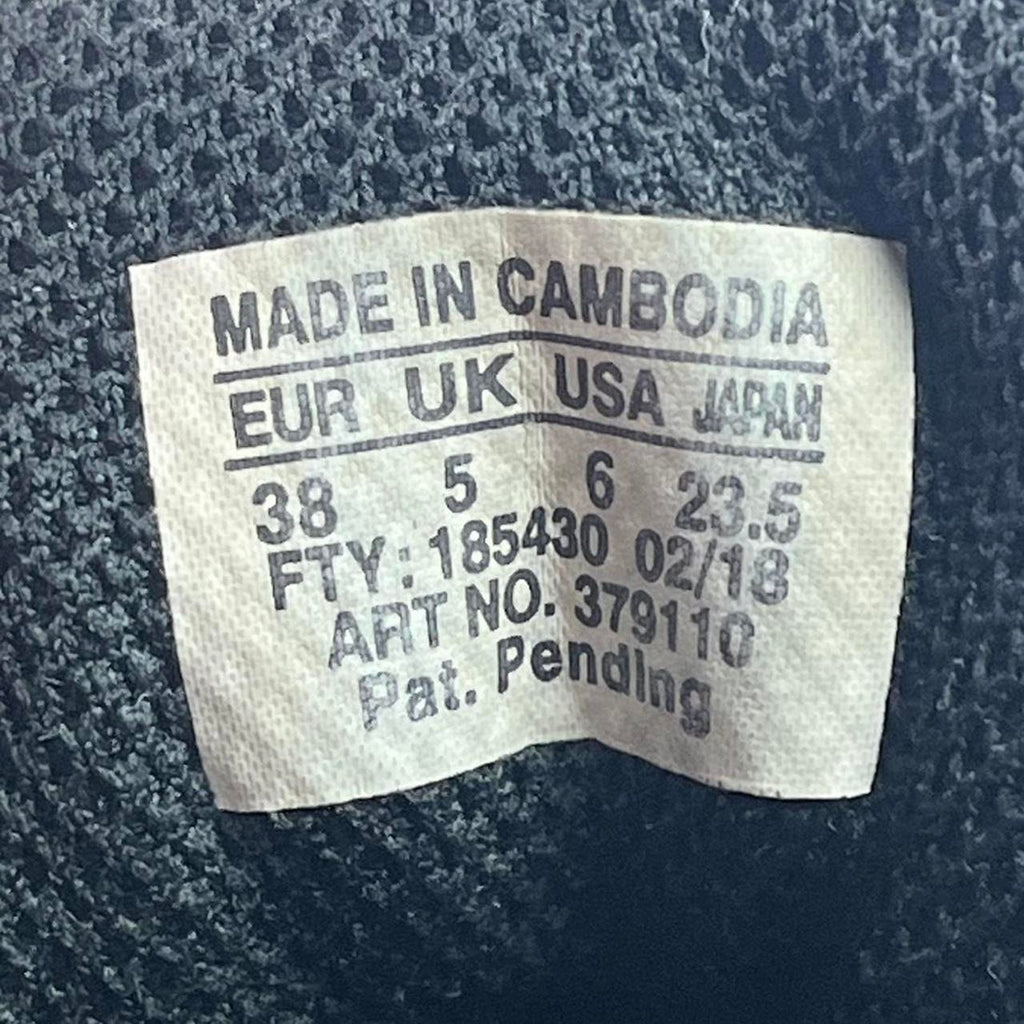 MADE IN CAMBODIA
EUR UK USA JAPAN
38 5 6 23.5
FTY: 185430 02/18
ART NO. 379110
Pat. Pending